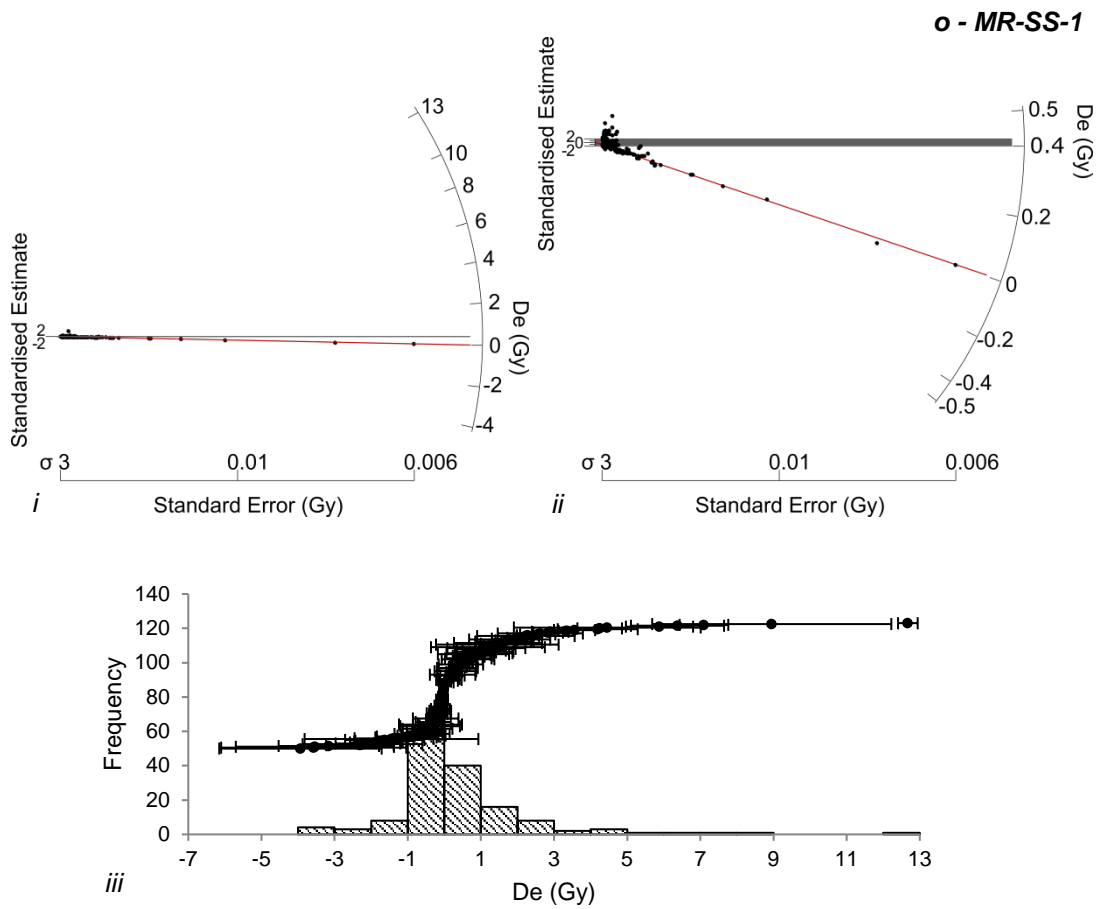 o - MR-SS-1
Standardised Estimate
2
-2
13
10
8
6
4
2
0
-2
-4
De (Gy)
σ 3
0.01
0.006
Standard Error (Gy)
i
Standardised Estimate
2
0
-2
0.5
0.4
0.2
0
-0.2
-0.4
-0.5
De (Gy)
σ 3
0.01
0.006
Standard Error (Gy)
ii
Frequency
140
120
100
80
60
40
20
0
-7 -5 -3 -1 1 3 5 7 9 11 13
De (Gy)
iii